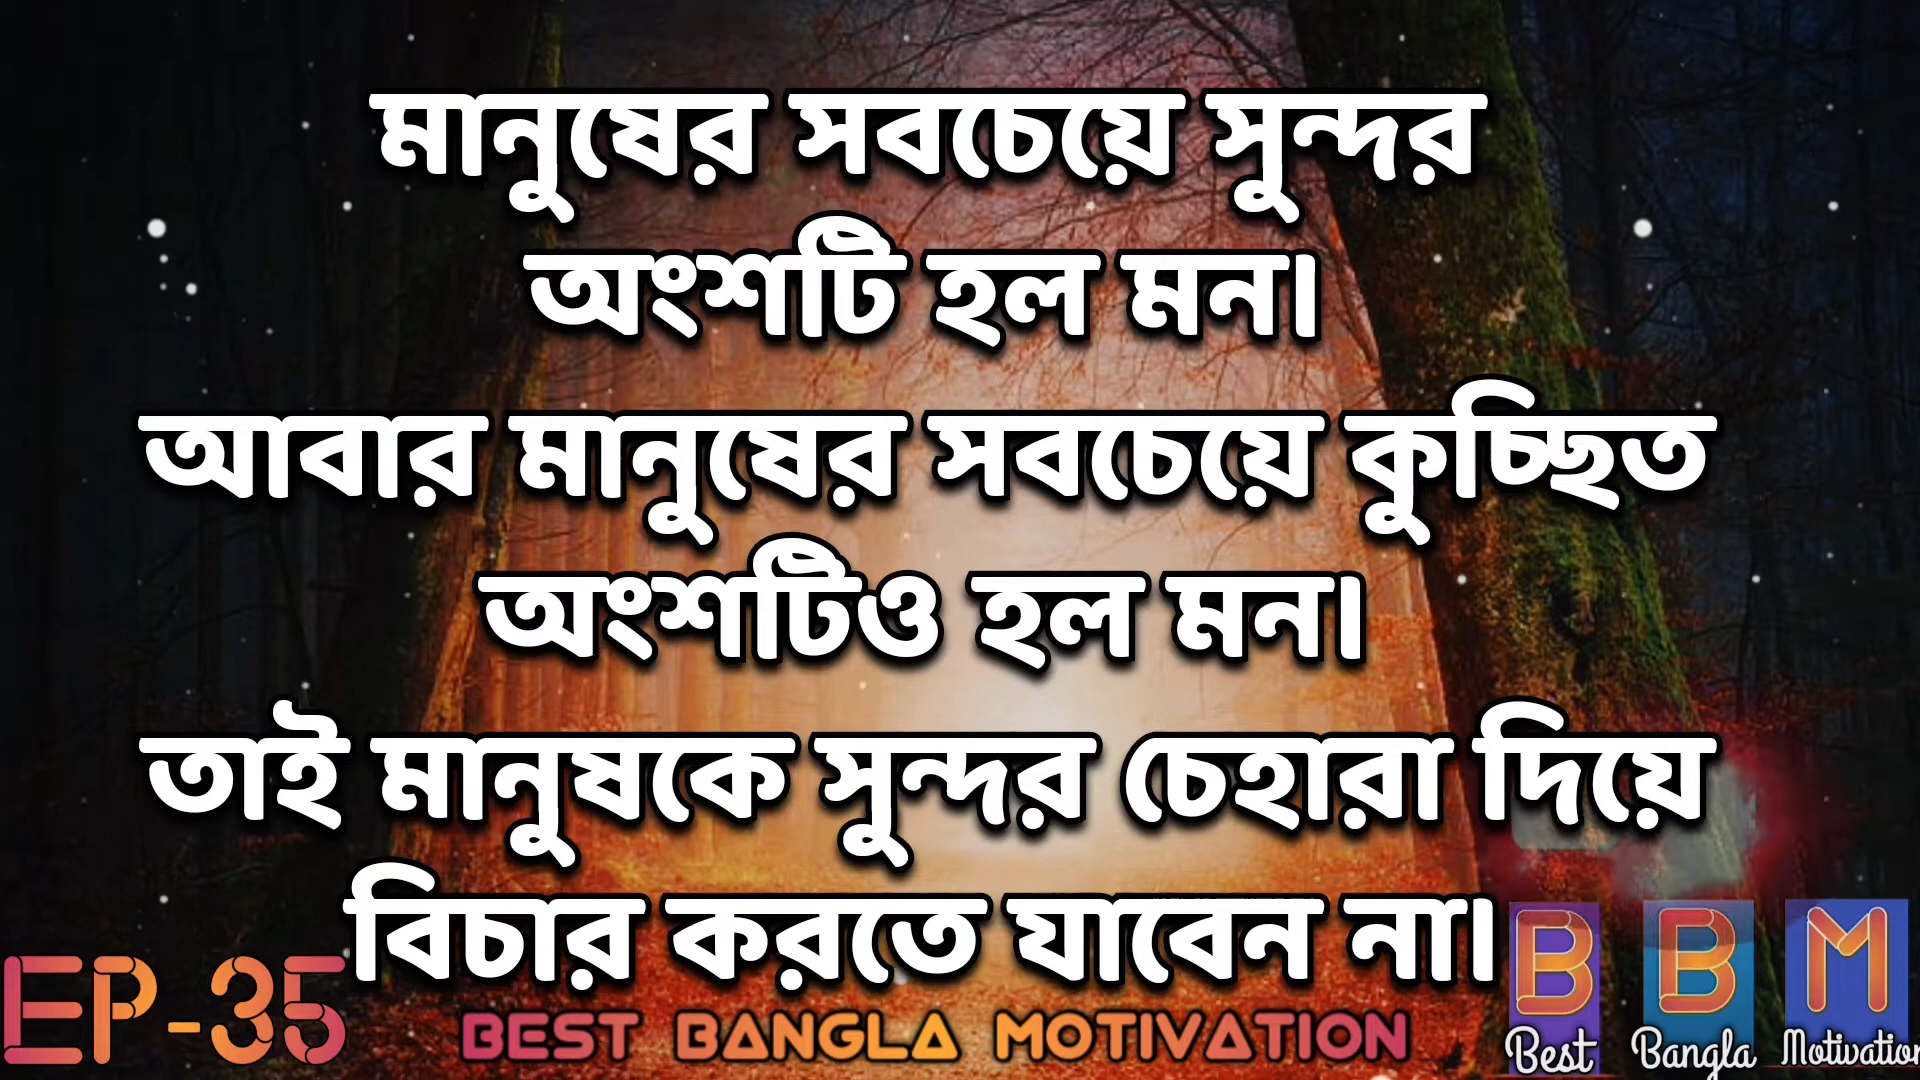 মানুষের সবচেয়ে সুন্দর
অংশটি হল মন।
আবার মানুষের সবচেয়ে কুচ্ছিত
অংশটিও হল মন।
তাই মানুষকে সুন্দর চেহারা দিয়ে
বিচার করতে যাবেন না।
EP-35
BEST BANGLA MOTIVATION
B B M
Best Bangla Motivation